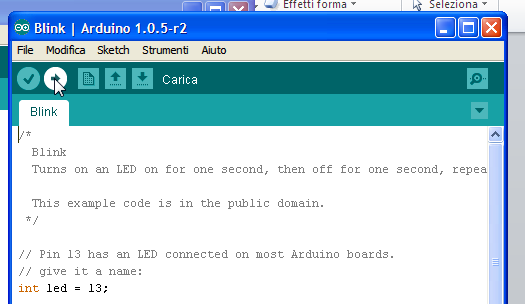 Effetti forma
Seleziona
Blink | Arduino 1.0.5-r2
File Modifica Sketch Strumenti Aiuto
Carica
Blink
/*
Blink
Turns on an LED on for one second, then off for one second, repea
This example code is in the public domain.
*/
// Pin 13 has an LED connected on most Arduino boards.
// give it a name:
int led = 13;